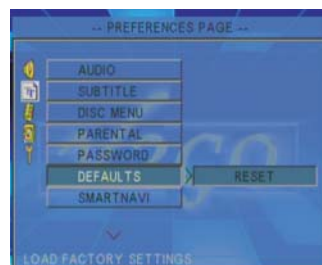 -- PREFERENCES PAGE --
AUDIO
SUBTITLE
DISC MENU
PARENTAL
PASSWORD
DEFAULTS
RESET
SMARTNAVI
LOAD FACTORY SETTINGS